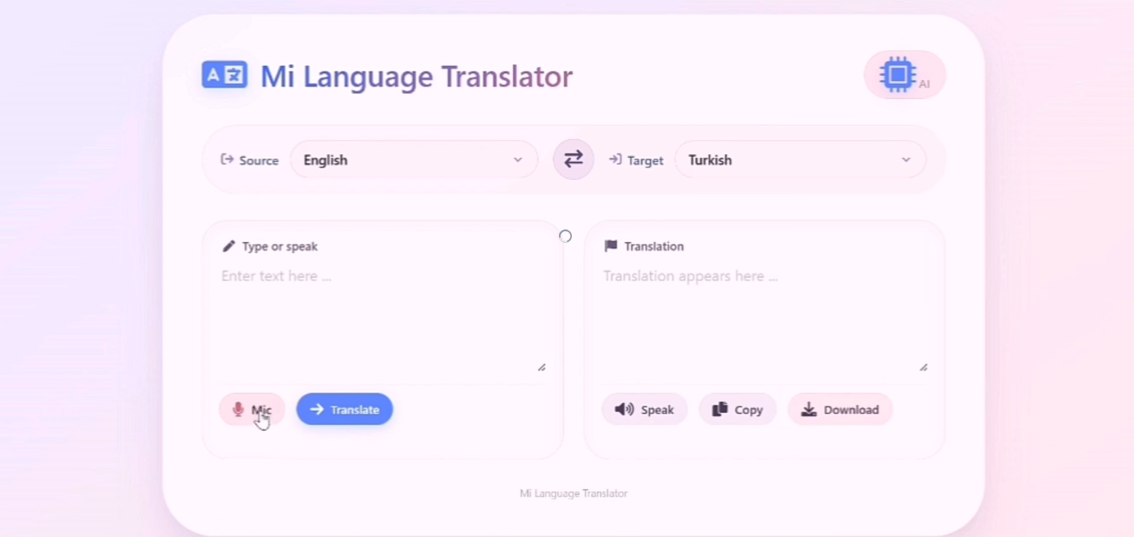 A 文
Mi Language Translator
AI
Source
English
Target
Turkish
Type or speak
Enter text here ...
Mic
Translate
Translation
Translation appears here ...
Speak
Copy
Download
Mi Language Translator